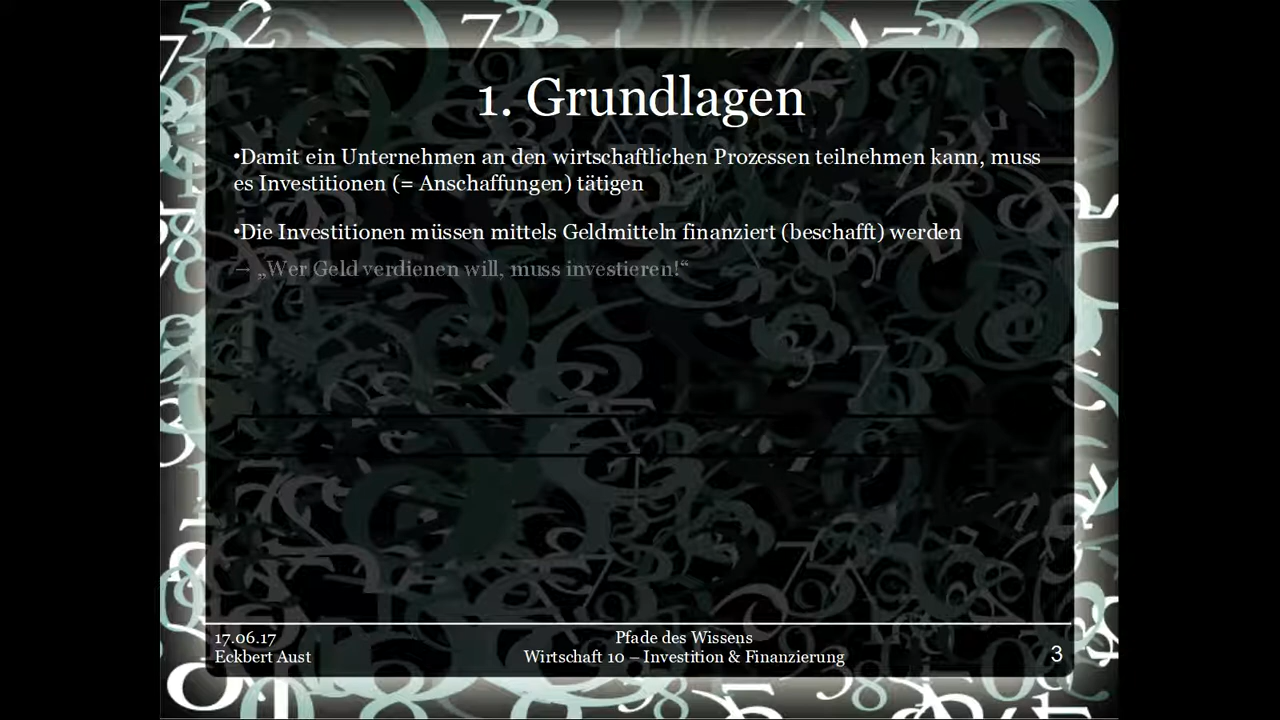 1. Grundlagen
•Damit ein Unternehmen an den wirtschaftlichen Prozessen teilnehmen kann, muss
es Investitionen (= Anschaffungen) tätigen
•Die Investitionen müssen mittels Geldmitteln finanziert (beschafft) werden
→ „Wer Geld verdienen will, muss investieren!“
17.06.17
Eckbert Aust
Pfade des Wissens
Wirtschaft 10 – Investition & Finanzierung
3